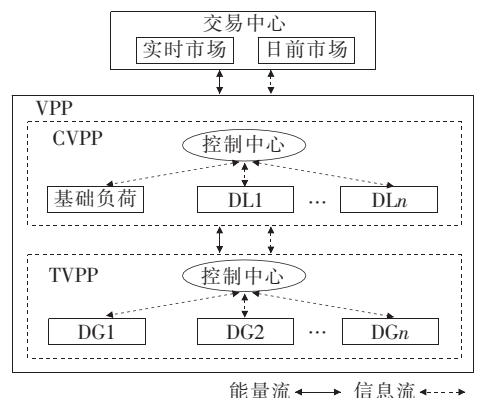 交易中心
实时市场 日前市场
VPP
CVPP
控制中心
基础负荷 DL1 … DLn
TVPP
控制中心
DG1 DG2 … DGn
能量流 信息流